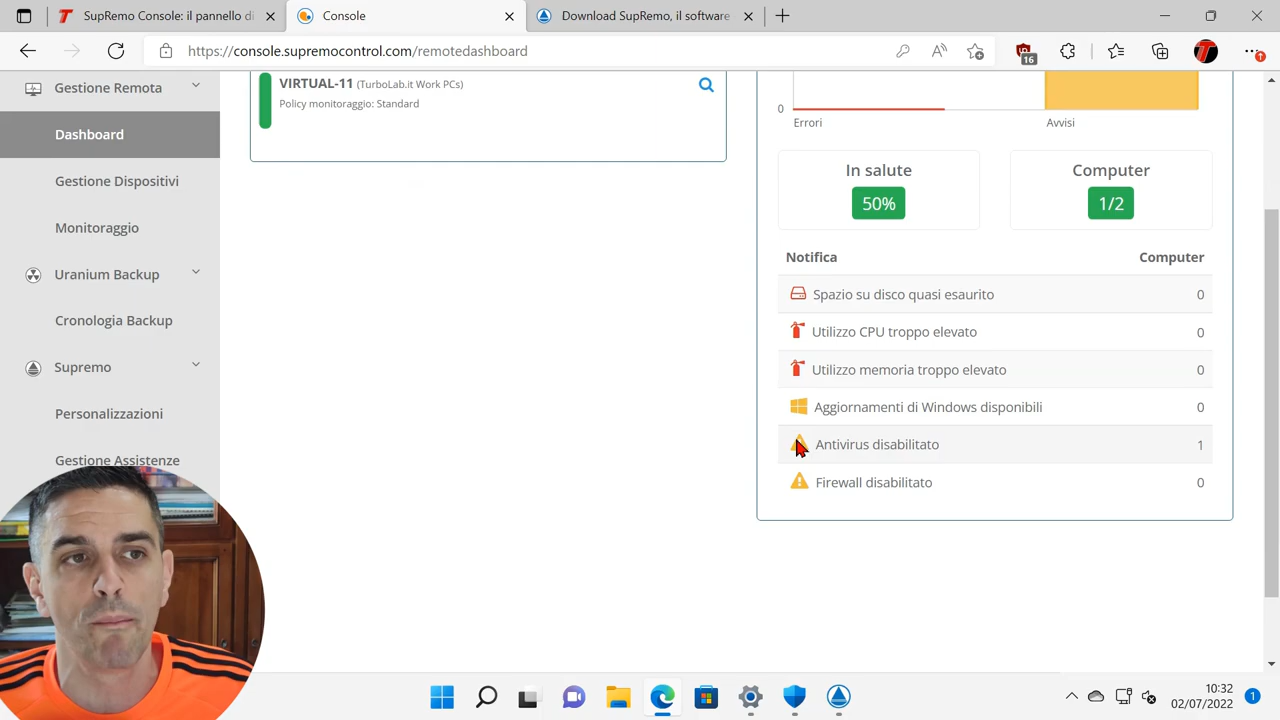 SupRemo Console: il pannello di
Console
Download SupRemo, il software
https://console.supremocontrol.com/remotedashboard
16
Gestione Remota
Dashboard
Gestione Dispositivi
Monitoraggio
Uranium Backup
Cronologia Backup
Supremo
Personalizzazioni
Gestione Assistenze
VIRTUAL-11 (TurboLab.it Work PCs)
Policy monitoraggio: Standard
0
Errori
Avvisi
In salute
50%
Computer
1/2
Notifica Computer
Spazio su disco quasi esaurito 0
Utilizzo CPU troppo elevato 0
Utilizzo memoria troppo elevato 0
Aggiornamenti di Windows disponibili 0
Antivirus disabilitato 1
Firewall disabilitato 0
10:32
02/07/2022
1